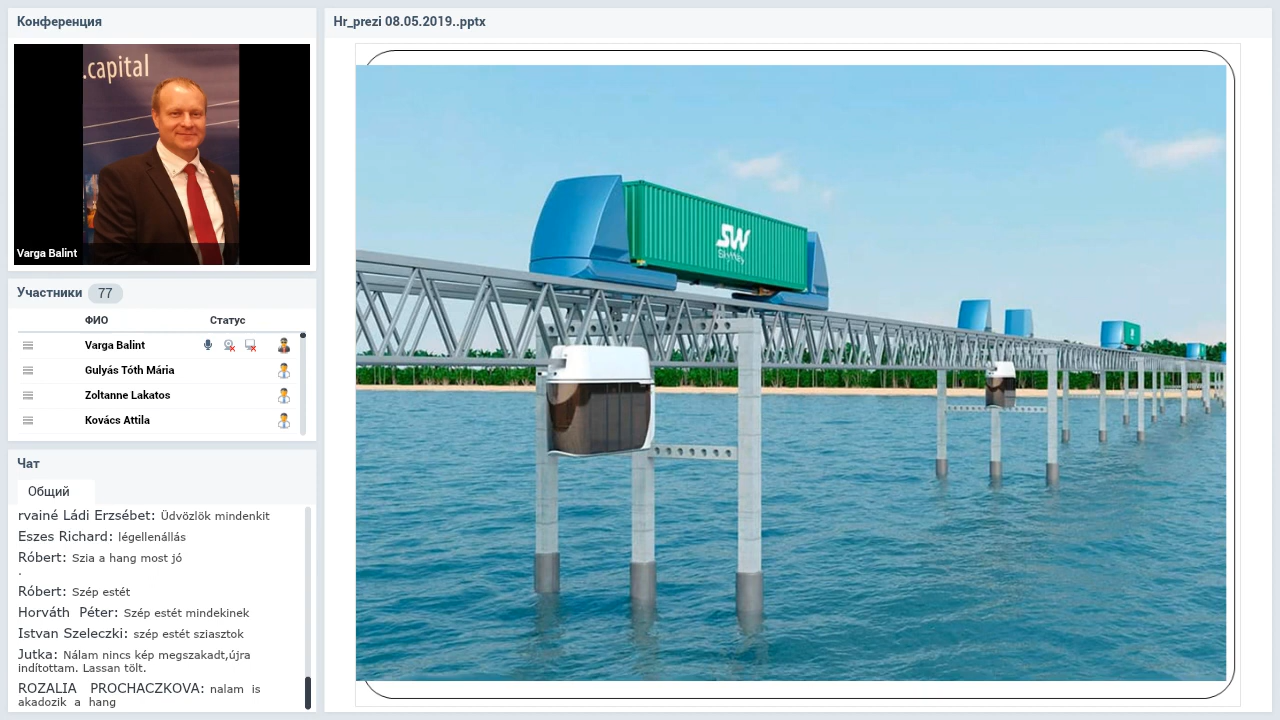 Конференция
.capital
Varga Balint
Участники 77
ФИО Статус
Varga Balint
Gulyás Tóth Mária
Zoltanne Lakatos
Kovács Attila
Чат
Общий
rvainé Ládi Erzsébet: Üdvözlök mindenkit
Eszes Richard: légellenállás
Róbert: Szia a hang most jó
.
Róbert: Szép estét
Horváth Péter: Szép estét mindekinek
Istvan Szeleczki: szép estét sziasztok
Jutka: Nálam nincs kép megszakadt,újra
indítottam. Lassan tölt.
ROZALIA PROCHACZKOVA: nalam is
akadozik a hang
Hr_prezi 08.05.2019..pptx
SW
SkyWay